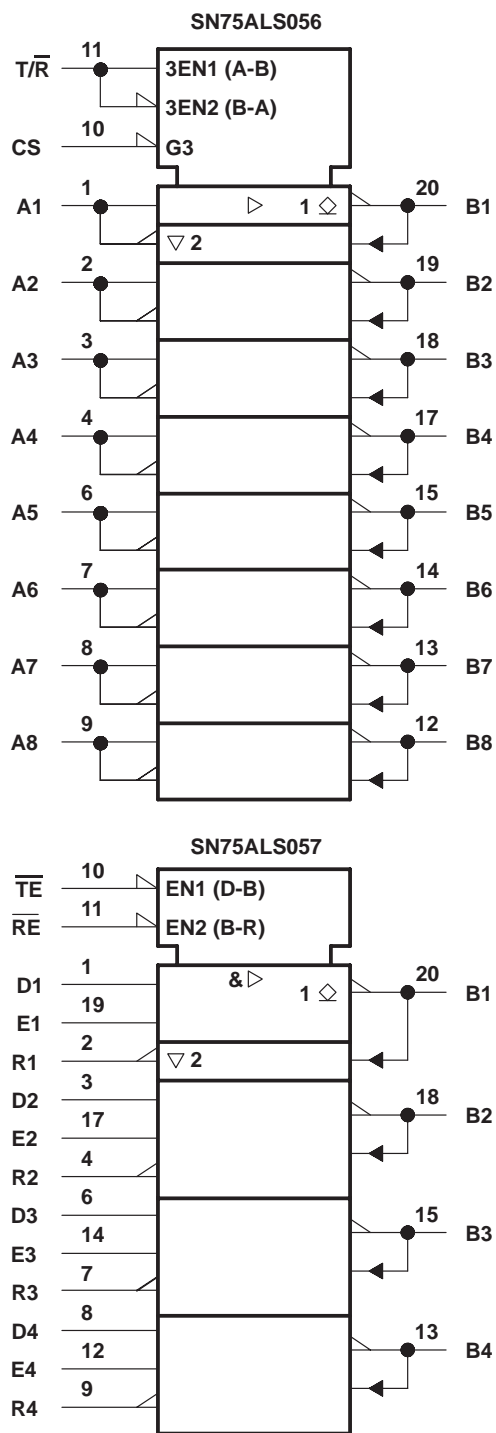 SN75ALS056
T/R̅ 11 3EN1 (A-B)
3EN2 (B-A)
CS 10 G3
A1 1 ▷ 1 ◇ 20 B1
▽ 2
A2 2 19 B2
A3 3 18 B3
A4 4 17 B4
A5 6 15 B5
A6 7 14 B6
A7 8 13 B7
A8 9 12 B8
SN75ALS057
T̅E̅ 10 EN1 (D-B)
R̅E̅ 11 EN2 (B-R)
D1 1 & ▷ 1 ◇ 20 B1
E1 19
R1 2 ▽ 2
D2 3 18 B2
E2 17
R2 4
D3 6 15 B3
E3 14
R3 7
D4 8 13 B4
E4 12
R4 9